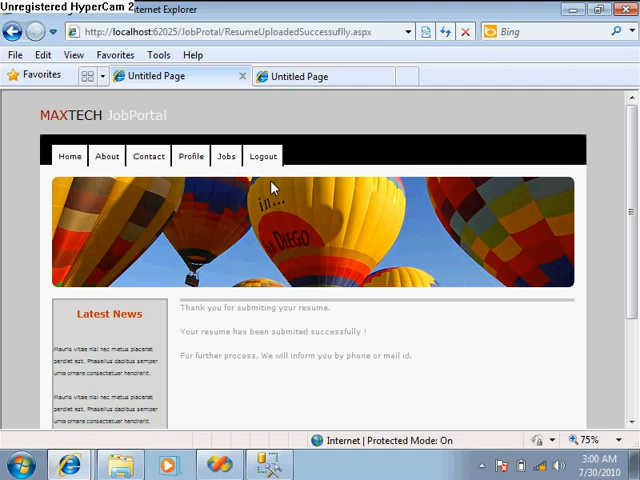 Unregistered HyperCam 2
nternet Explorer
http://localhost:62025/JobProtal/ResumeUploadedSuccessfully.aspx
Bing
File Edit View Favorites Tools Help
Favorites
Untitled Page
Untitled Page
MAXTECH JobPortal
Home About Contact Profile Jobs Logout
in...
DIEGO
Latest News
Thank you for submiting your resume.
Your resume has been submited successfully !
For further process. We will inform you by phone or mail id.
Mauris vitae nisl nec metus placerat
perdiet est. Phasellus dapibus semper
urna ornare consectetuer hendrerit.
Mauris vitae nisl nec metus placerat
perdiet est. Phasellus dapibus semper
urna ornare consectetuer hendrerit.
Internet | Protected Mode: On
75%
3:00 AM
7/30/2010